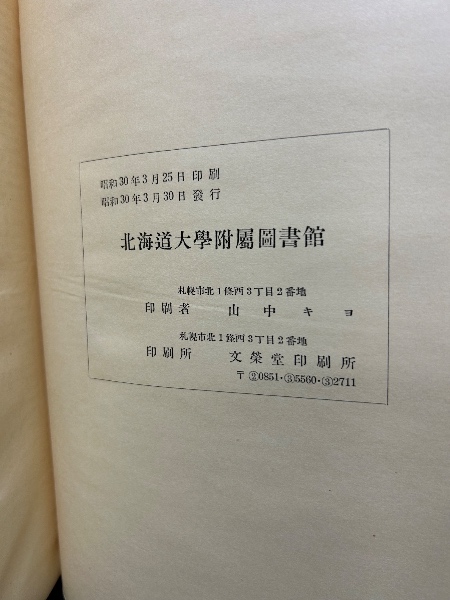 昭和30年3月25日 印刷
昭和30年3月30日 發行
北海道大學附屬圖書館
札幌市北1條西3丁目2番地
印刷者 山中キヨ
札幌市北1條西3丁目2番地
印刷所 文榮堂印刷所
〒②0851・③5560・③2711